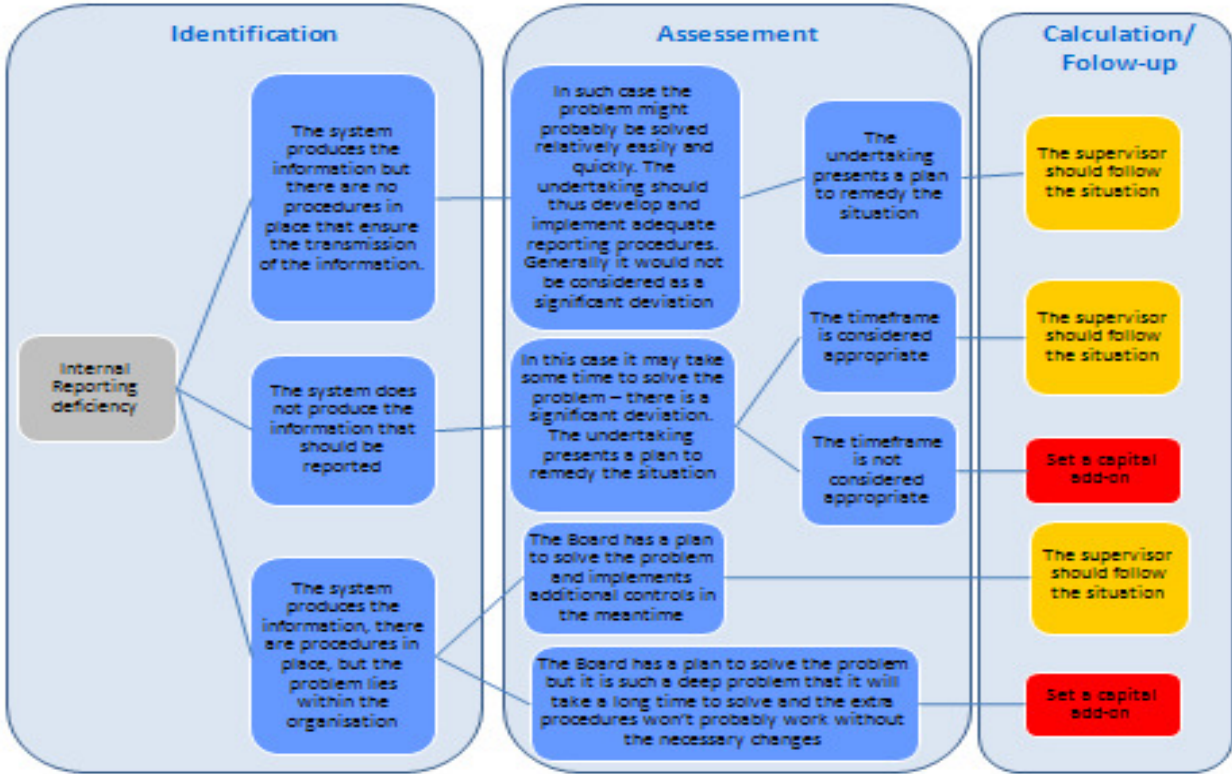 Identification
Internal
Reporting
deficiency
The system
produces the
information but
there are no
procedures in
place that ensure
the transmission
of the information.
The system does
not produce the
information that
should be
reported
The system
produces the
information, there
are procedures in
place, but the
problem lies
within the
organisation
Assessement
In such case the
problem might
probably be solved
relatively easily and
quickly. The
undertaking should
thus develop and
implement adequate
reporting procedures.
Generally it would not
be considered as a
significant deviation
The
undertaking
presents a plan
to remedy the
situation
In this case it may take
some time to solve the
problem – there is a
significant deviation.
The undertaking
presents a plan to
remedy the situation
The timeframe
is considered
appropriate
The timeframe
is not
considered
appropriate
The Board has a plan
to solve the problem
and implements
additional controls in
the meantime
The Board has a plan to solve the problem
but it is such a deep problem that it will
take a long time to solve and the extra
procedures won't probably work without
the necessary changes
Calculation/
Folow-up
The supervisor
should follow
the situation
The supervisor
should follow
the situation
Set a capital
add-on
The supervisor
should follow
the situation
Set a capital
add-on